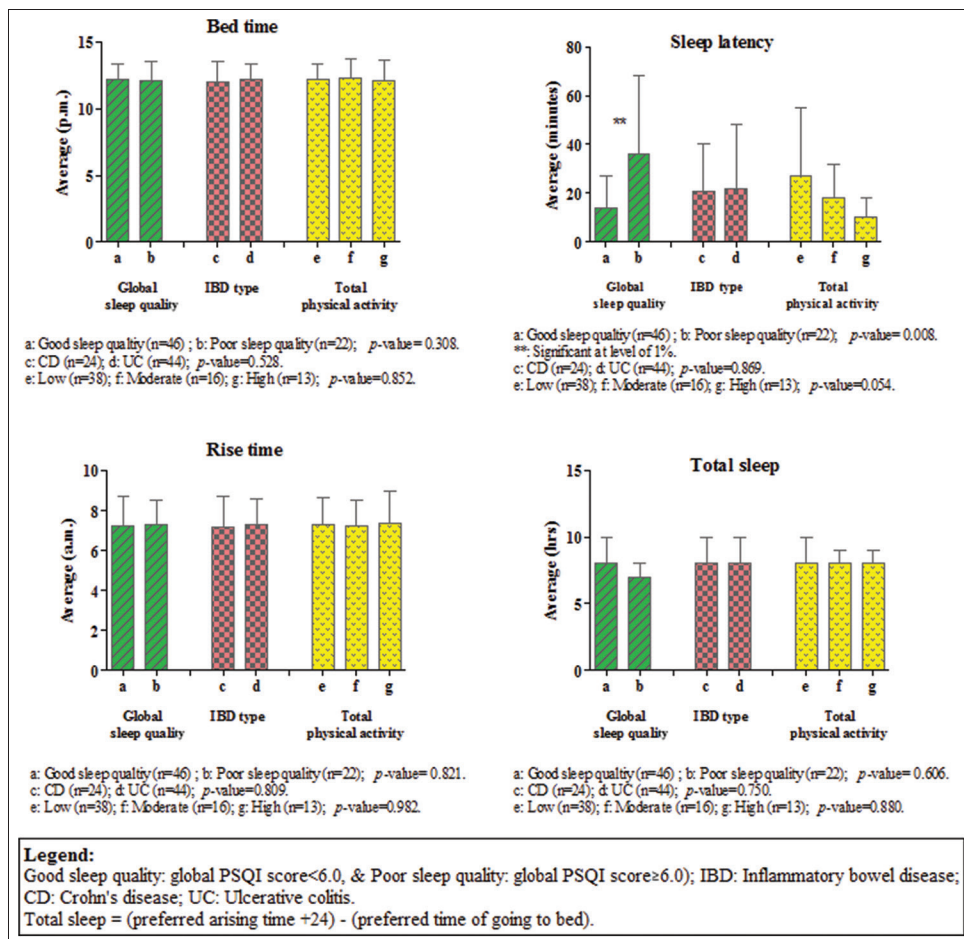 Bed time
15
10
5
0
Average (p.m.)
a b c d e f g
Global sleep quality
IBD type
Total physical activity
a: Good sleep qualtiy (n=46) ; b: Poor sleep quality (n=22); p-value= 0.308.
c: CD (n=24); d: UC (n=44); p-value=0.528.
e: Low (n=38); f: Moderate (n=16); g: High (n=13); p-value=0.852.
Sleep latency
80
60
40
20
0
Average (minutes)
**
a b c d e f g
Global sleep quality
IBD type
Total physical activity
a: Good sleep qualtiy (n=46) ; b: Poor sleep quality (n=22); p-value= 0.008.
**: Significant at level of 1%.
c: CD (n=24); d: UC (n=44); p-value=0.869.
e: Low (n=38); f: Moderate (n=16); g: High (n=13); p-value=0.054.
Rise time
10
8
6
4
2
0
Average (a.m.)
a b c d e f g
Global sleep quality
IBD type
Total physical activity
a: Good sleep qualtiy (n=46) ; b: Poor sleep quality (n=22); p-value= 0.821.
c: CD (n=24); d: UC (n=44); p-value=0.809.
e: Low (n=38); f: Moderate (n=16); g: High (n=13); p-value=0.982.
Total sleep
15
10
5
0
Average (hrs)
a b c d e f g
Global sleep quality
IBD type
Total physical activity
a: Good sleep qualtiy (n=46) ; b: Poor sleep quality (n=22); p-value= 0.606.
c: CD (n=24); d: UC (n=44); p-value=0.750.
e: Low (n=38); f: Moderate (n=16); g: High (n=13); p-value=0.880.
Legend:
Good sleep quality: global PSQI score<6.0, & Poor sleep quality: global PSQI score≥6.0); IBD: Inflammatory bowel disease;
CD: Crohn's disease; UC: Ulcerative colitis.
Total sleep = (preferred arising time +24) - (preferred time of going to bed).